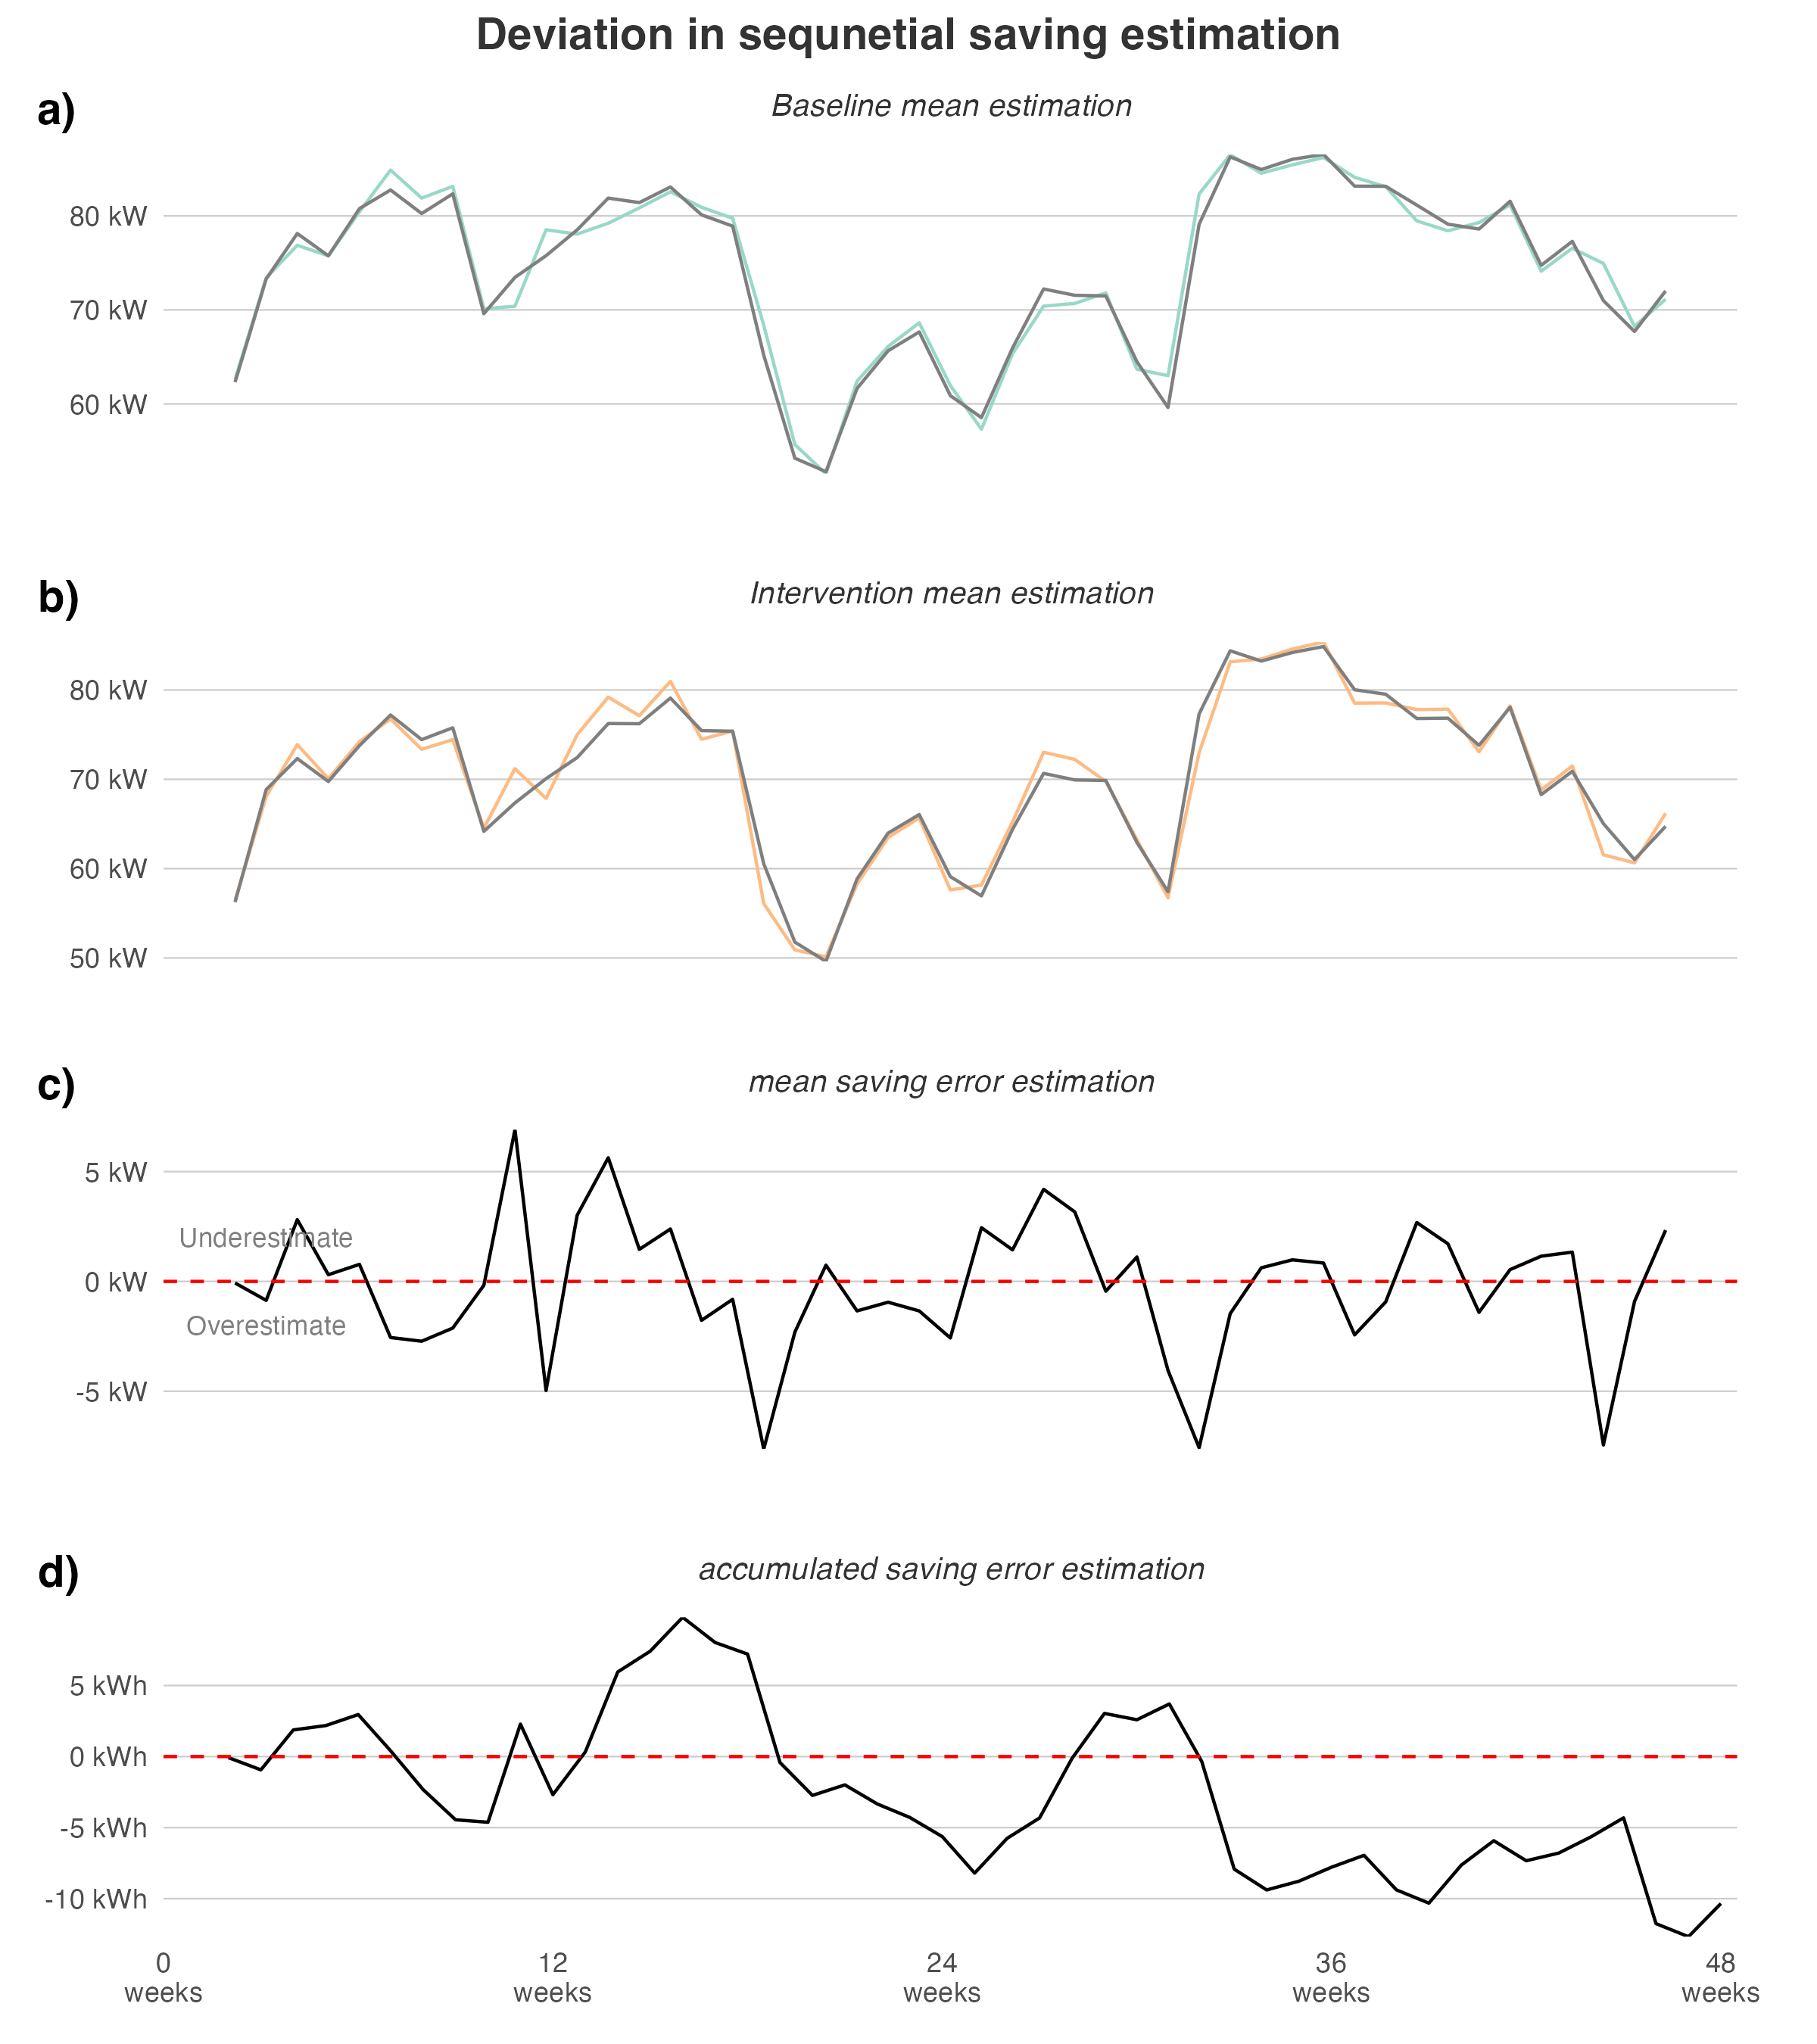 Deviation in sequnetial saving estimation
a)
Baseline mean estimation
80 kW
70 kW
60 kW
b)
Intervention mean estimation
80 kW
70 kW
60 kW
50 kW
c)
mean saving error estimation
5 kW
Underestimate
0 kW
Overestimate
-5 kW
d)
accumulated saving error estimation
5 kWh
0 kWh
-5 kWh
-10 kWh
0 12 24 36 48
weeks weeks weeks weeks weeks